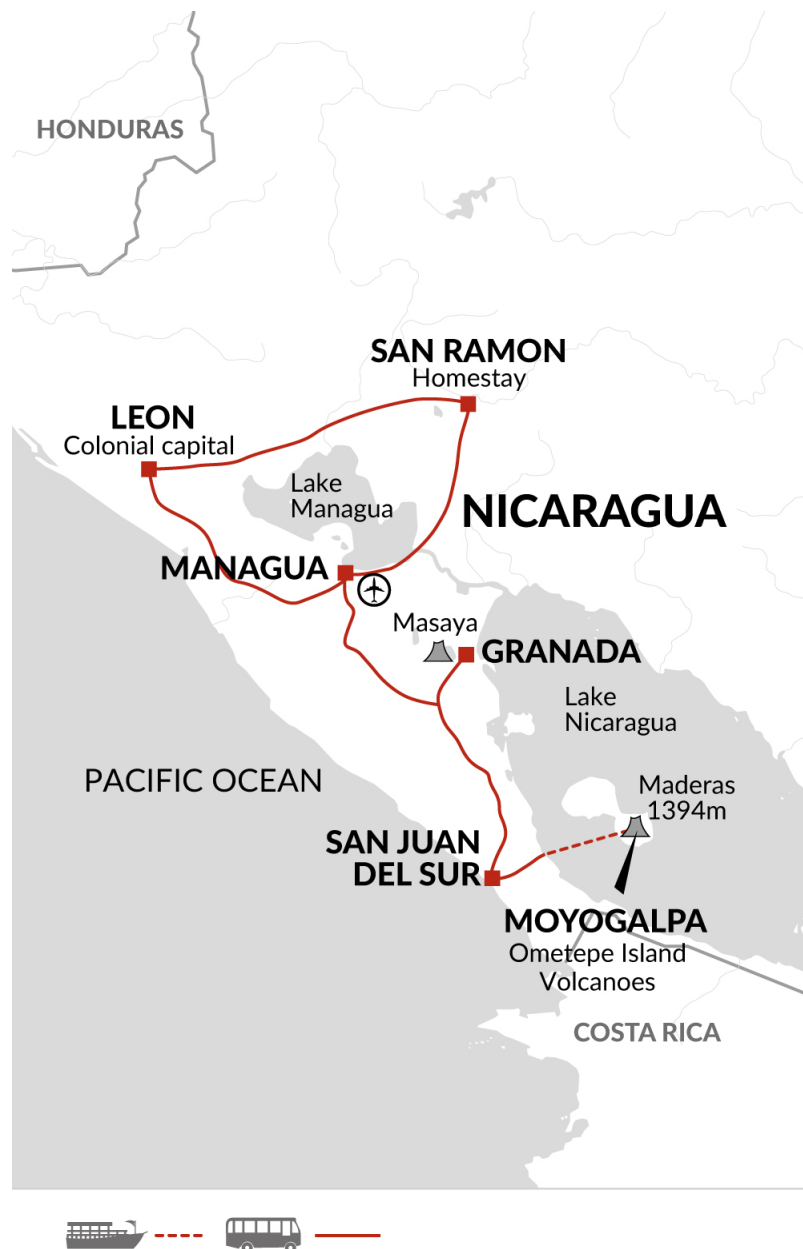 HONDURAS
SAN RAMON
Homestay
LEON
Colonial capital
Lake
Managua
NICARAGUA
MANAGUA
Masaya
GRANADA
Lake
Nicaragua
PACIFIC OCEAN
Maderas
1394m
SAN JUAN
DEL SUR
MOYOGALPA
Ometepe Island
Volcanoes
COSTA RICA